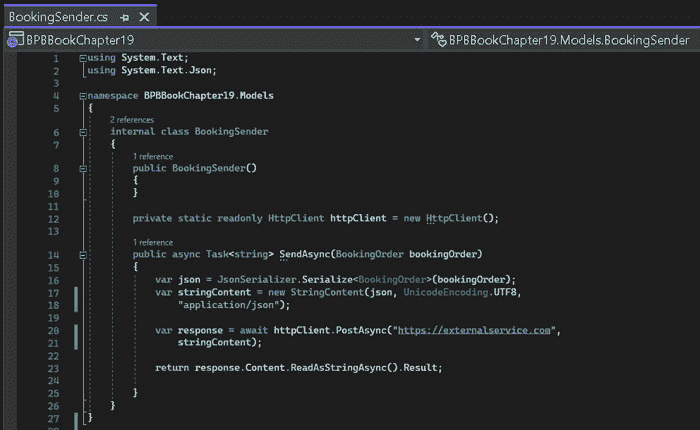 BookingSender.cs
BPBBookChapter19 BPBBookChapter19.Models.BookingSender
1 using System.Text;
2 using System.Text.Json;
3
4 namespace BPBBookChapter19.Models
5 {
2 references
6 internal class BookingSender
7 {
1 reference
8 public BookingSender()
9 {
10 }
11
12 private static readonly HttpClient httpClient = new HttpClient();
13
1 reference
14 public async Task<string> SendAsync(BookingOrder bookingOrder)
15 {
16 var json = JsonSerializer.Serialize<BookingOrder>(bookingOrder);
17 var stringContent = new StringContent(json, UnicodeEncoding.UTF8,
18 "application/json");
19
20 var response = await httpClient.PostAsync("https://externalservice.com",
21 stringContent);
22
23 return response.Content.ReadAsStringAsync().Result;
24
25 }
26 }
27 }